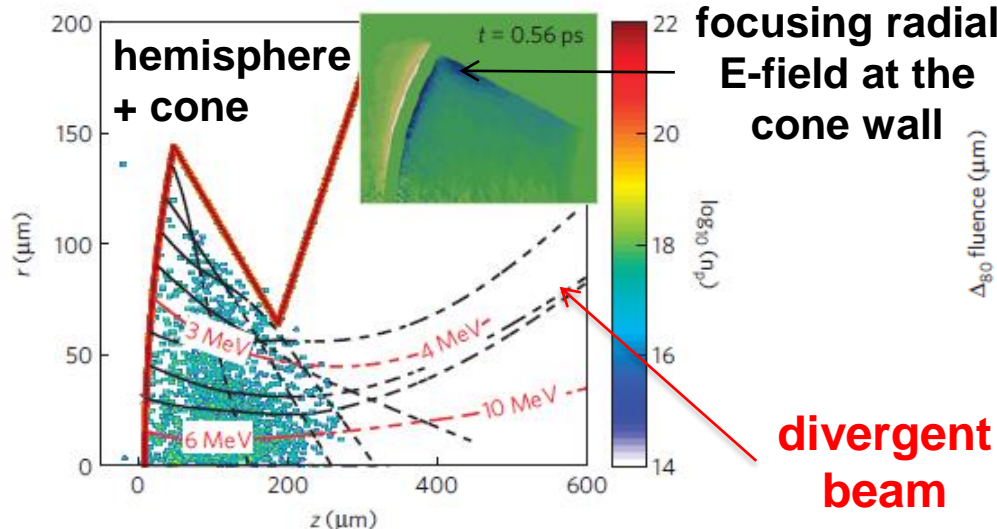 hemisphere
+ cone
t = 0.56 ps
focusing radial
E-field at the
cone wall
200
150
100
50
0
r (μm)
3 MeV
4 MeV
6 MeV
10 MeV
0
200
400
600
z (μm)
22
20
18
16
14
log₁₀ (nₚ)
Δ₈₀ fluence (μm)
divergent
beam